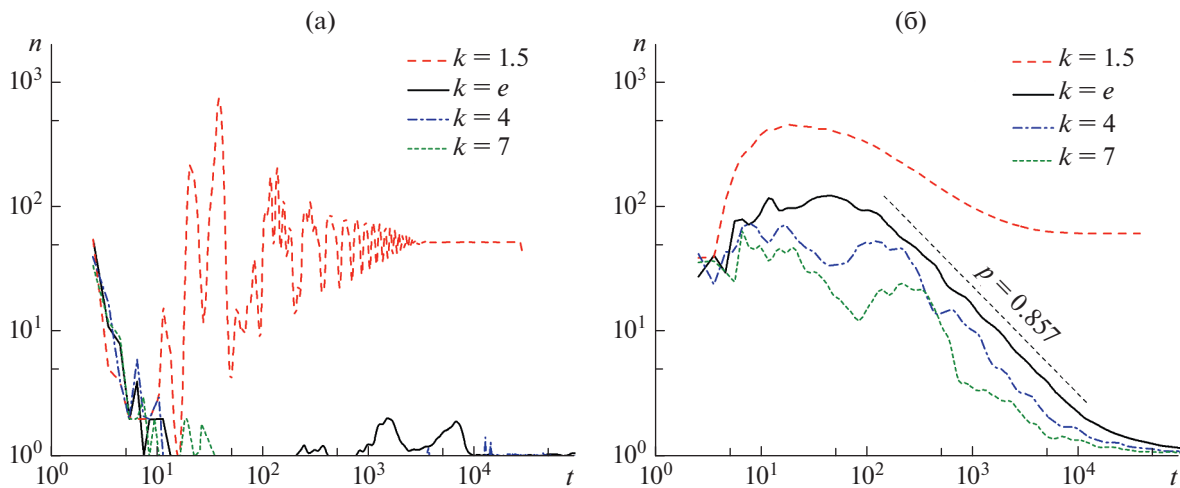 (а)
n
10³
10²
10¹
10⁰
k = 1.5
k = e
k = 4
k = 7
10⁰ 10¹ 10² 10³ 10⁴ t
(б)
n
10³
10²
10¹
10⁰
k = 1.5
k = e
k = 4
k = 7
p = 0.857
10⁰ 10¹ 10² 10³ 10⁴ t